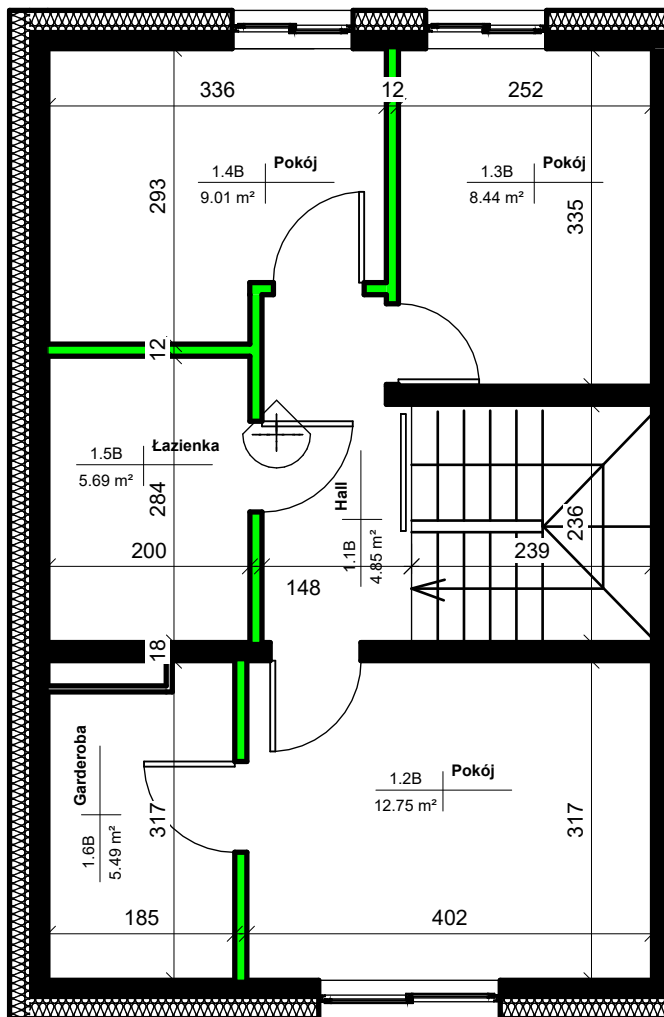 336
12
252
1.4B Pokój
9.01 m²
1.3B Pokój
8.44 m²
293
335
12
1.5B Łazienka
5.69 m²
284
Hall
1.1B
4.85 m²
236
200
148
239
18
Garderoba
1.6B
5.49 m²
317
1.2B Pokój
12.75 m²
317
185
402